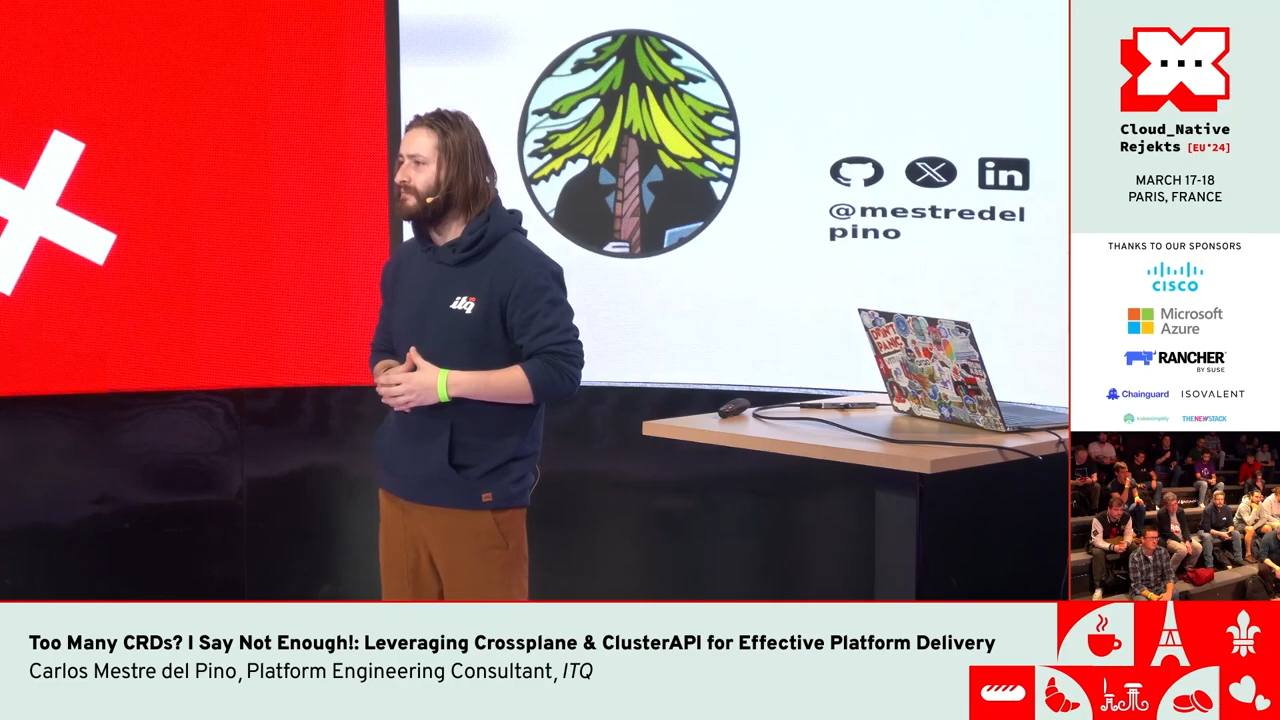 @mestredel
pino
itq
DON'T
PANIC
Cloud_Native
Rejekts [EU'24]
MARCH 17-18
PARIS, FRANCE
THANKS TO OUR SPONSORS
CISCO
Microsoft
Azure
RANCHER
BY SUSE
Chainguard
ISOVALENT
kubesimplify
THENEWSTACK
Too Many CRDs? I Say Not Enough!: Leveraging Crossplane & ClusterAPI for Effective Platform Delivery
Carlos Mestre del Pino, Platform Engineering Consultant, ITQ